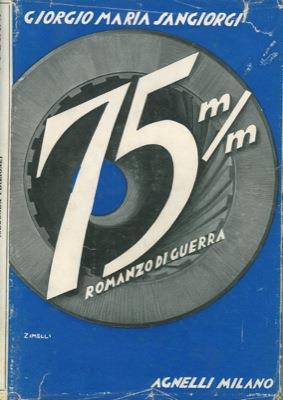 GIORGIO MARIA SANGIORGI
75 m/m
ROMANZO DI GUERRA
ZIMELLI
AGNELLI MILANO